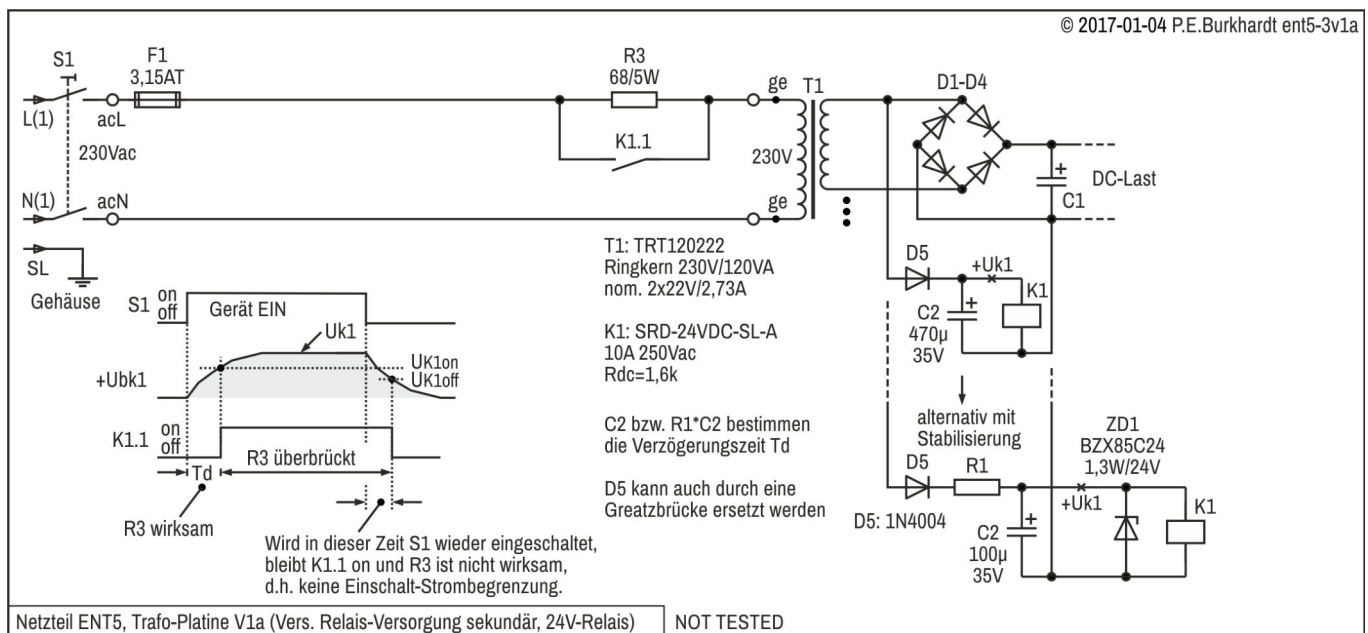 © 2017-01-04 P.E.Burkhardt ent5-3v1a
S1
F1
3,15AT
R3
68/5W
ge
T1
D1-D4
L(1)
acL
K1.1
230Vac
230V
DC-Last
C1
N(1)
acN
ge
SL
Gehäuse
T1: TRT120222
Ringkern 230V/120VA
nom. 2x22V/2,73A
K1: SRD-24VDC-SL-A
10A 250Vac
Rdc=1,6k
C2 bzw. R1*C2 bestimmen
die Verzögerungszeit Td
D5 kann auch durch eine
Greatzbrücke ersetzt werden
D5
+Uk1
K1
C2
470µ
35V
+
+
alternativ mit
Stabilisierung
ZD1
BZX85C24
1,3W/24V
D5
R1
+Uk1
K1
D5: 1N4004
+
C2
100µ
35V
S1 on
off
Gerät EIN
Uk1
UK1on
UK1off
+Ubk1
K1.1 on
off
Td
R3 überbrückt
R3 wirksam
Wird in dieser Zeit S1 wieder eingeschaltet,
bleibt K1.1 on und R3 ist nicht wirksam,
d.h. keine Einschalt-Strombegrenzung.
Netzteil ENT5, Trafo-Platine V1a (Vers. Relais-Versorgung sekundär, 24V-Relais)
NOT TESTED